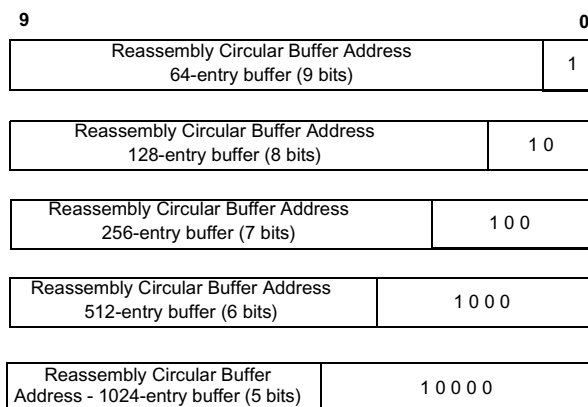 9 0
Reassembly Circular Buffer Address
64-entry buffer (9 bits)
1
Reassembly Circular Buffer Address
128-entry buffer (8 bits)
1 0
Reassembly Circular Buffer Address
256-entry buffer (7 bits)
1 0 0
Reassembly Circular Buffer Address
512-entry buffer (6 bits)
1 0 0 0
Reassembly Circular Buffer
Address - 1024-entry buffer (5 bits)
1 0 0 0 0